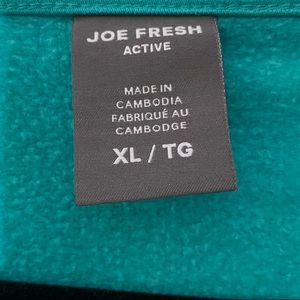 JOE FRESH
ACTIVE
MADE IN
CAMBODIA
FABRIQUÉ AU
CAMBODGE
XL / TG